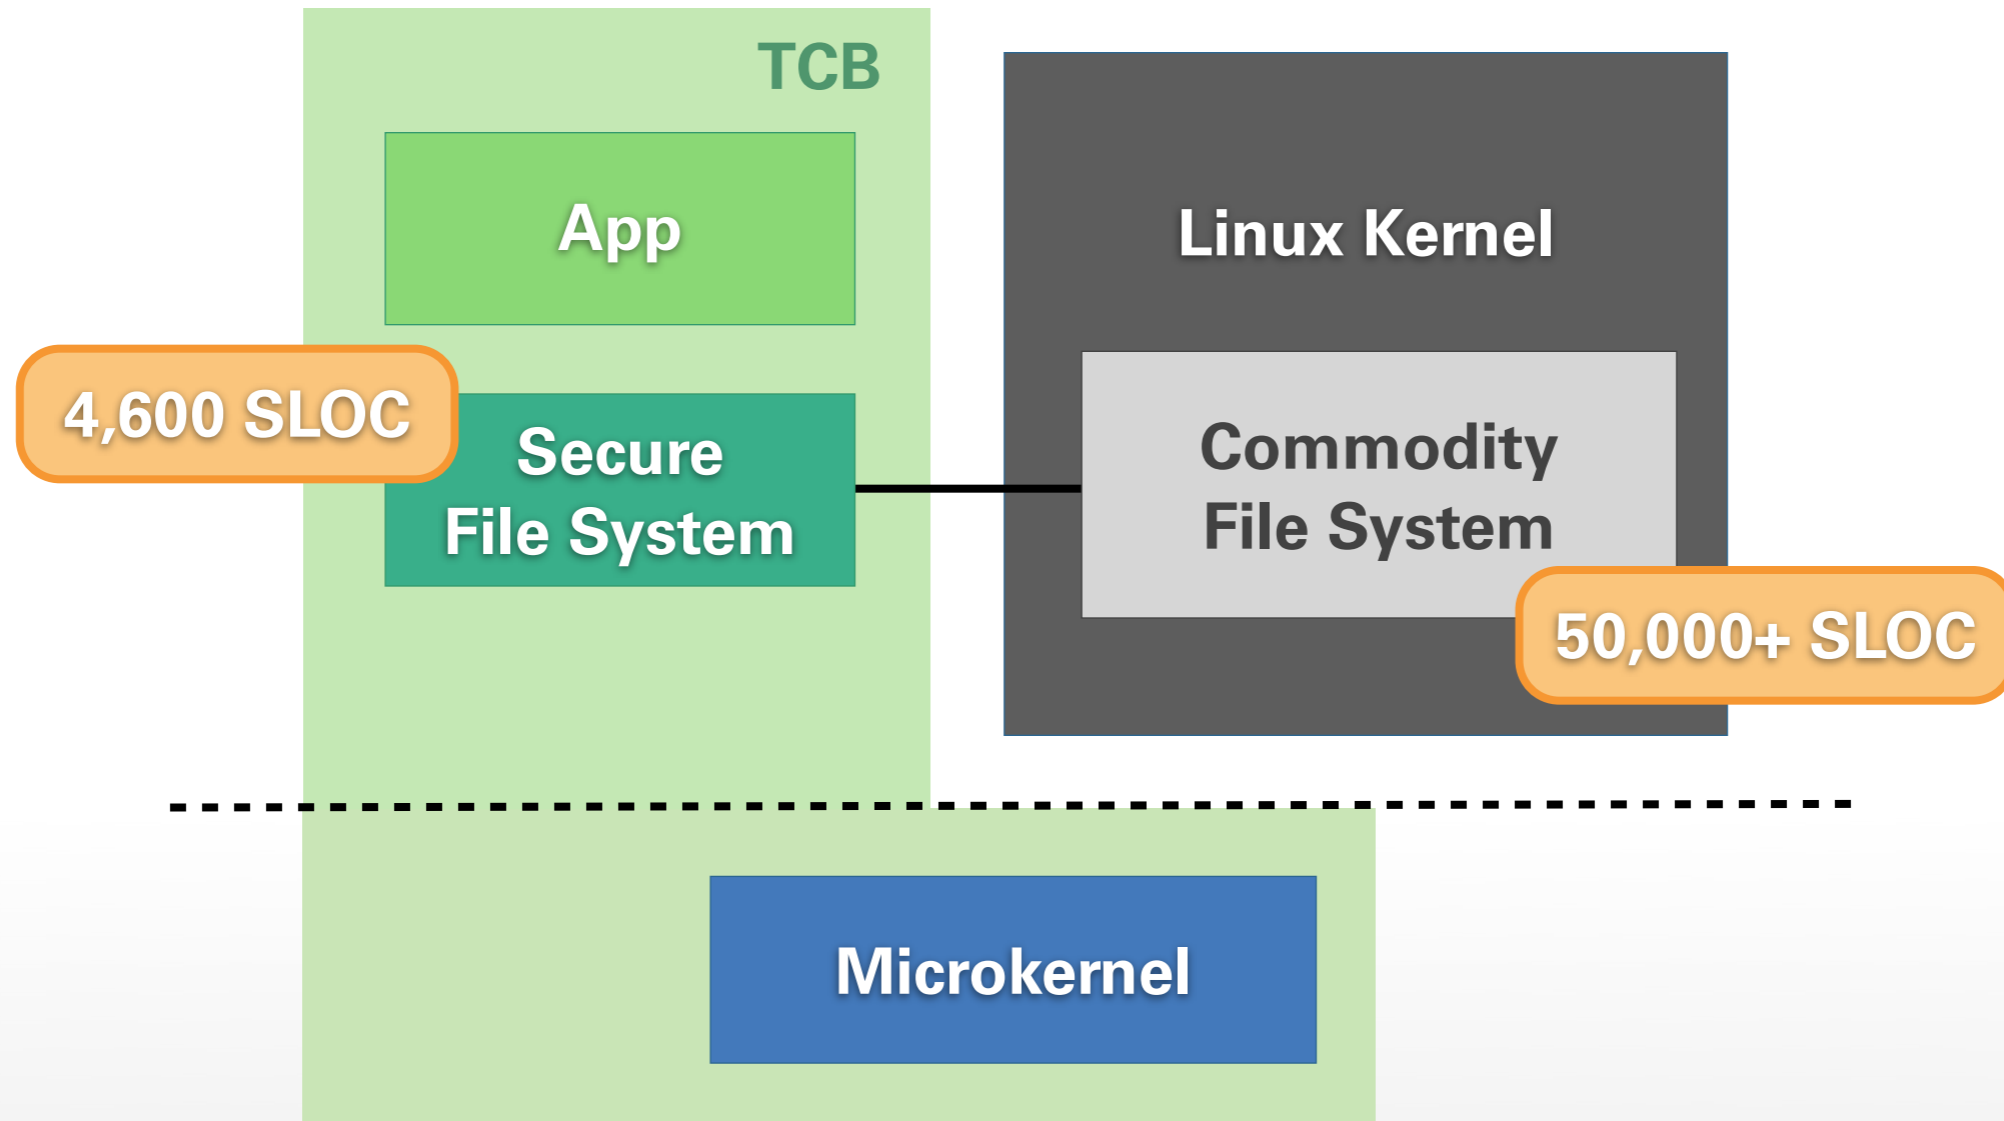 TCB
App
Linux Kernel
4,600 SLOC
Secure
File System
Commodity
File System
50,000+ SLOC
Microkernel